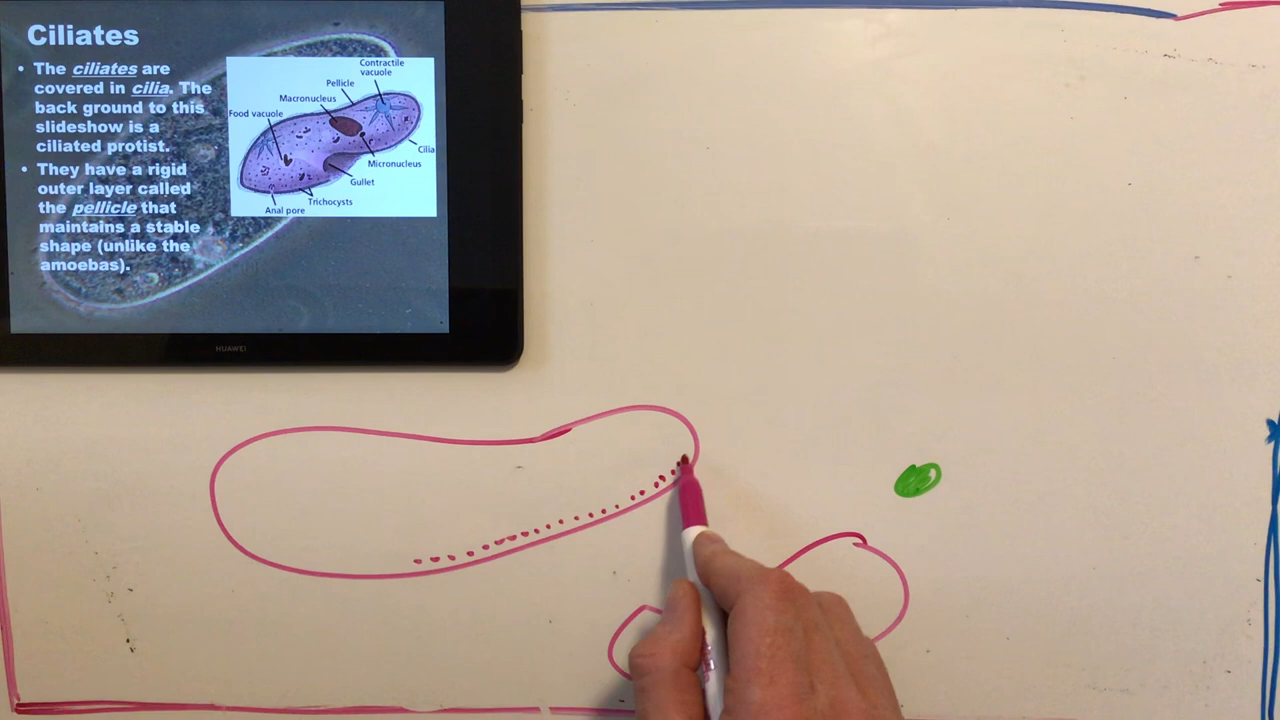 Ciliates
• The ciliates are
covered in cilia. The
back ground to this
slideshow is a
ciliated protist.
• They have a rigid
outer layer called
the pellicle that
maintains a stable
shape (unlike the
amoebas).
Contractile
vacuole
Pellicle
Macronucleus
Food vacuole
Cilia
Micronucleus
Gullet
Trichocysts
Anal pore
HUAWEI